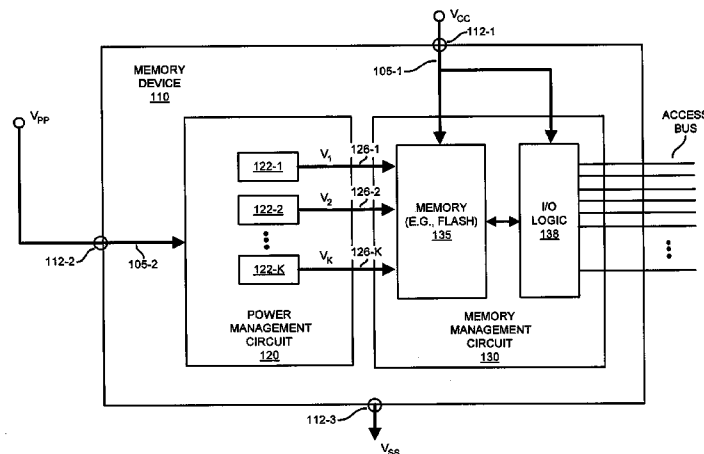 VCC
112-1
105-1
MEMORY
DEVICE
110
ACCESS
BUS
VPP
V1
126-1
122-1
V2
126-2
122-2
MEMORY
(E.G., FLASH)
135
I/O
LOGIC
138
VK
126-K
122-K
112-2
105-2
POWER
MANAGEMENT
CIRCUIT
120
MEMORY
MANAGEMENT
CIRCUIT
130
112-3
VSS